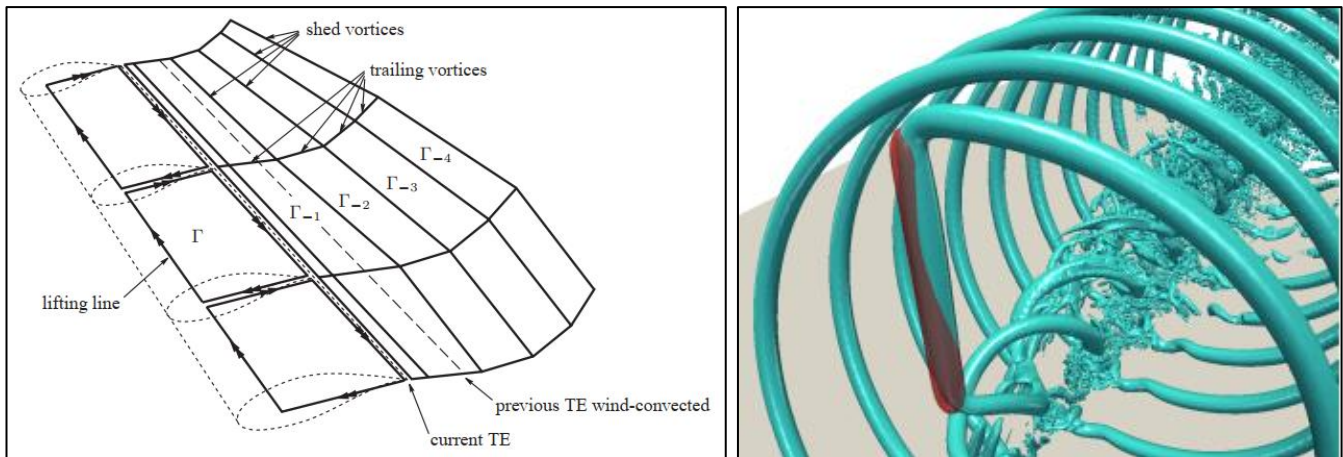 shed vortices
trailing vortices
Γ−4
Γ−3
Γ−2
Γ−1
Γ
lifting line
previous TE wind-convected
current TE